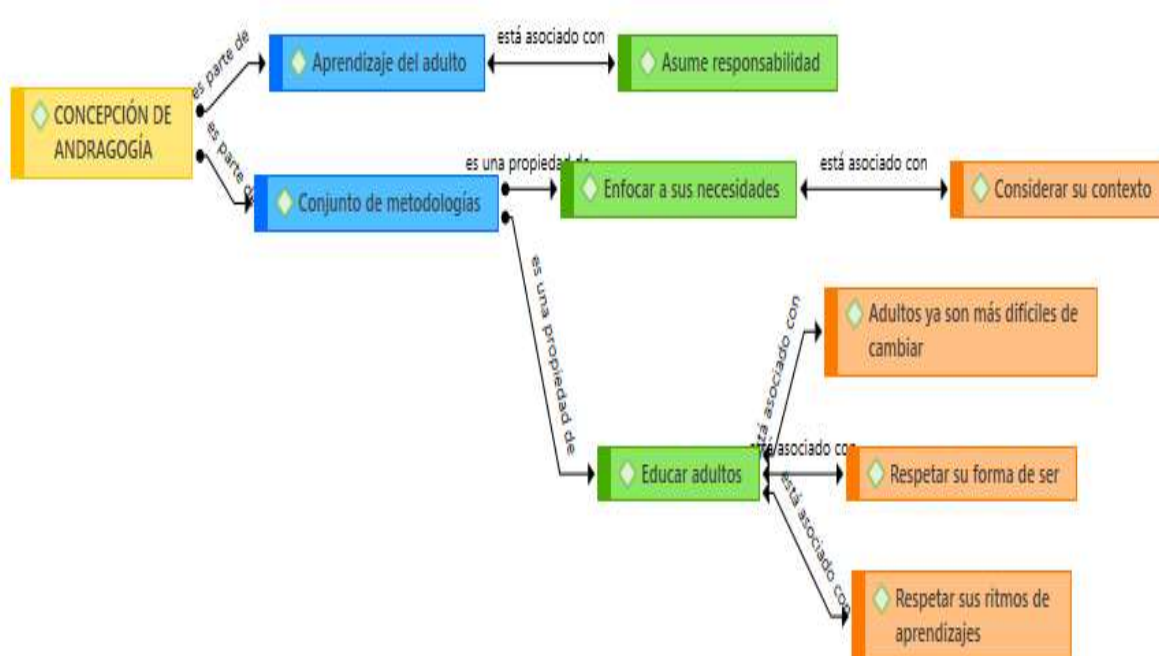 es parte de
está asociado con
Aprendizaje del adulto
Asume responsabilidad
CONCEPCIÓN DE
ANDRAGOGÍA
es parte de
es una propiedad de
está asociado con
Conjunto de metodologías
Enfocar a sus necesidades
Considerar su contexto
es una propiedad de
está asociado con
Adultos ya son más difíciles de
cambiar
está asociado con
Educar adultos
Respetar su forma de ser
está asociado con
Respetar sus ritmos de
aprendizajes